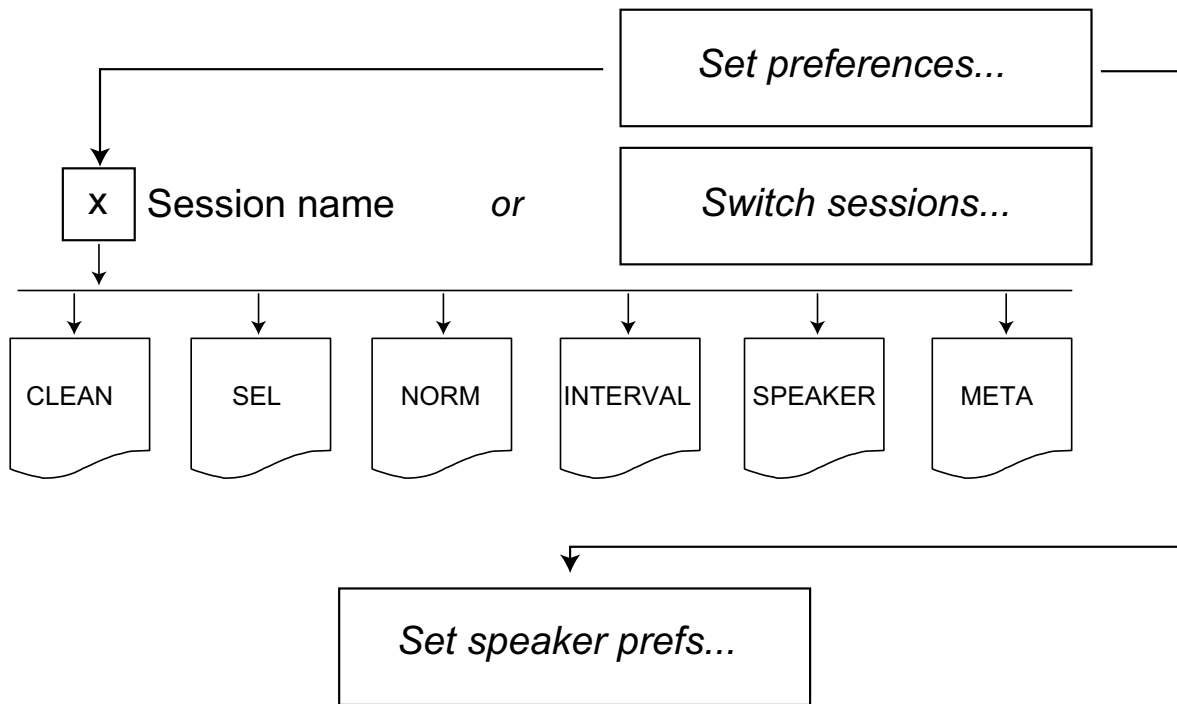 Set preferences...
x Session name or Switch sessions...
CLEAN SEL NORM INTERVAL SPEAKER META
Set speaker prefs...